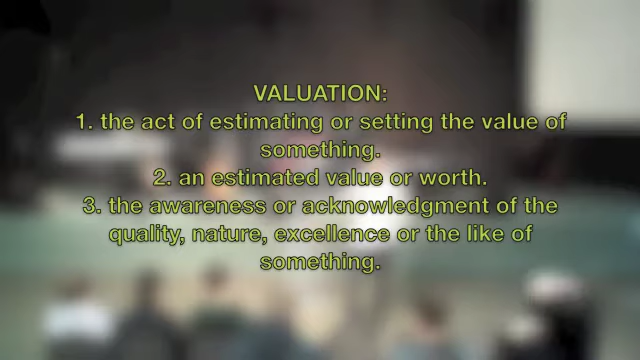 VALUATION:
1. the act of estimating or setting the value of
something.
2. an estimated value or worth.
3. the awareness or acknowledgment of the
quality, nature, excellence or the like of
something.